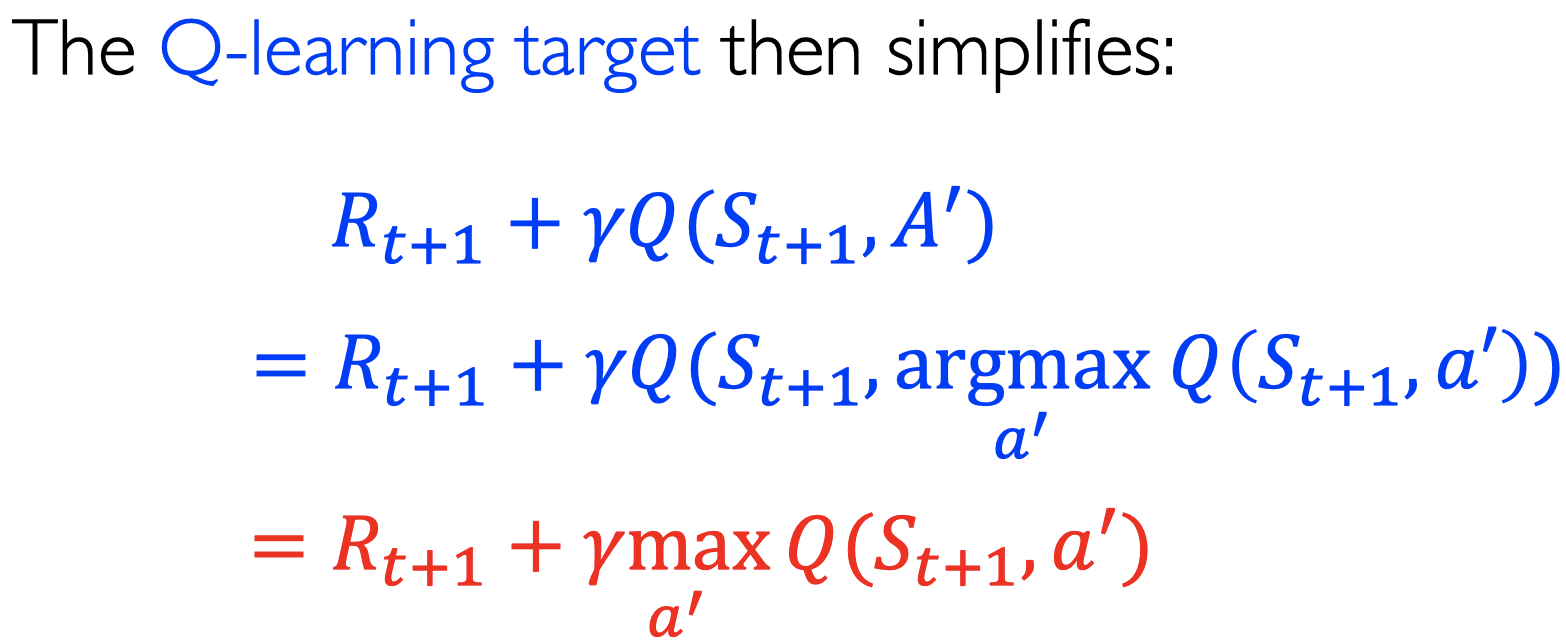 The Q-learning target then simplifies:
R_{t+1} + γQ(S_{t+1}, A′)
= R_{t+1} + γQ(S_{t+1}, argmax_{a′} Q(S_{t+1}, a′))
= R_{t+1} + γ max_{a′} Q(S_{t+1}, a′)